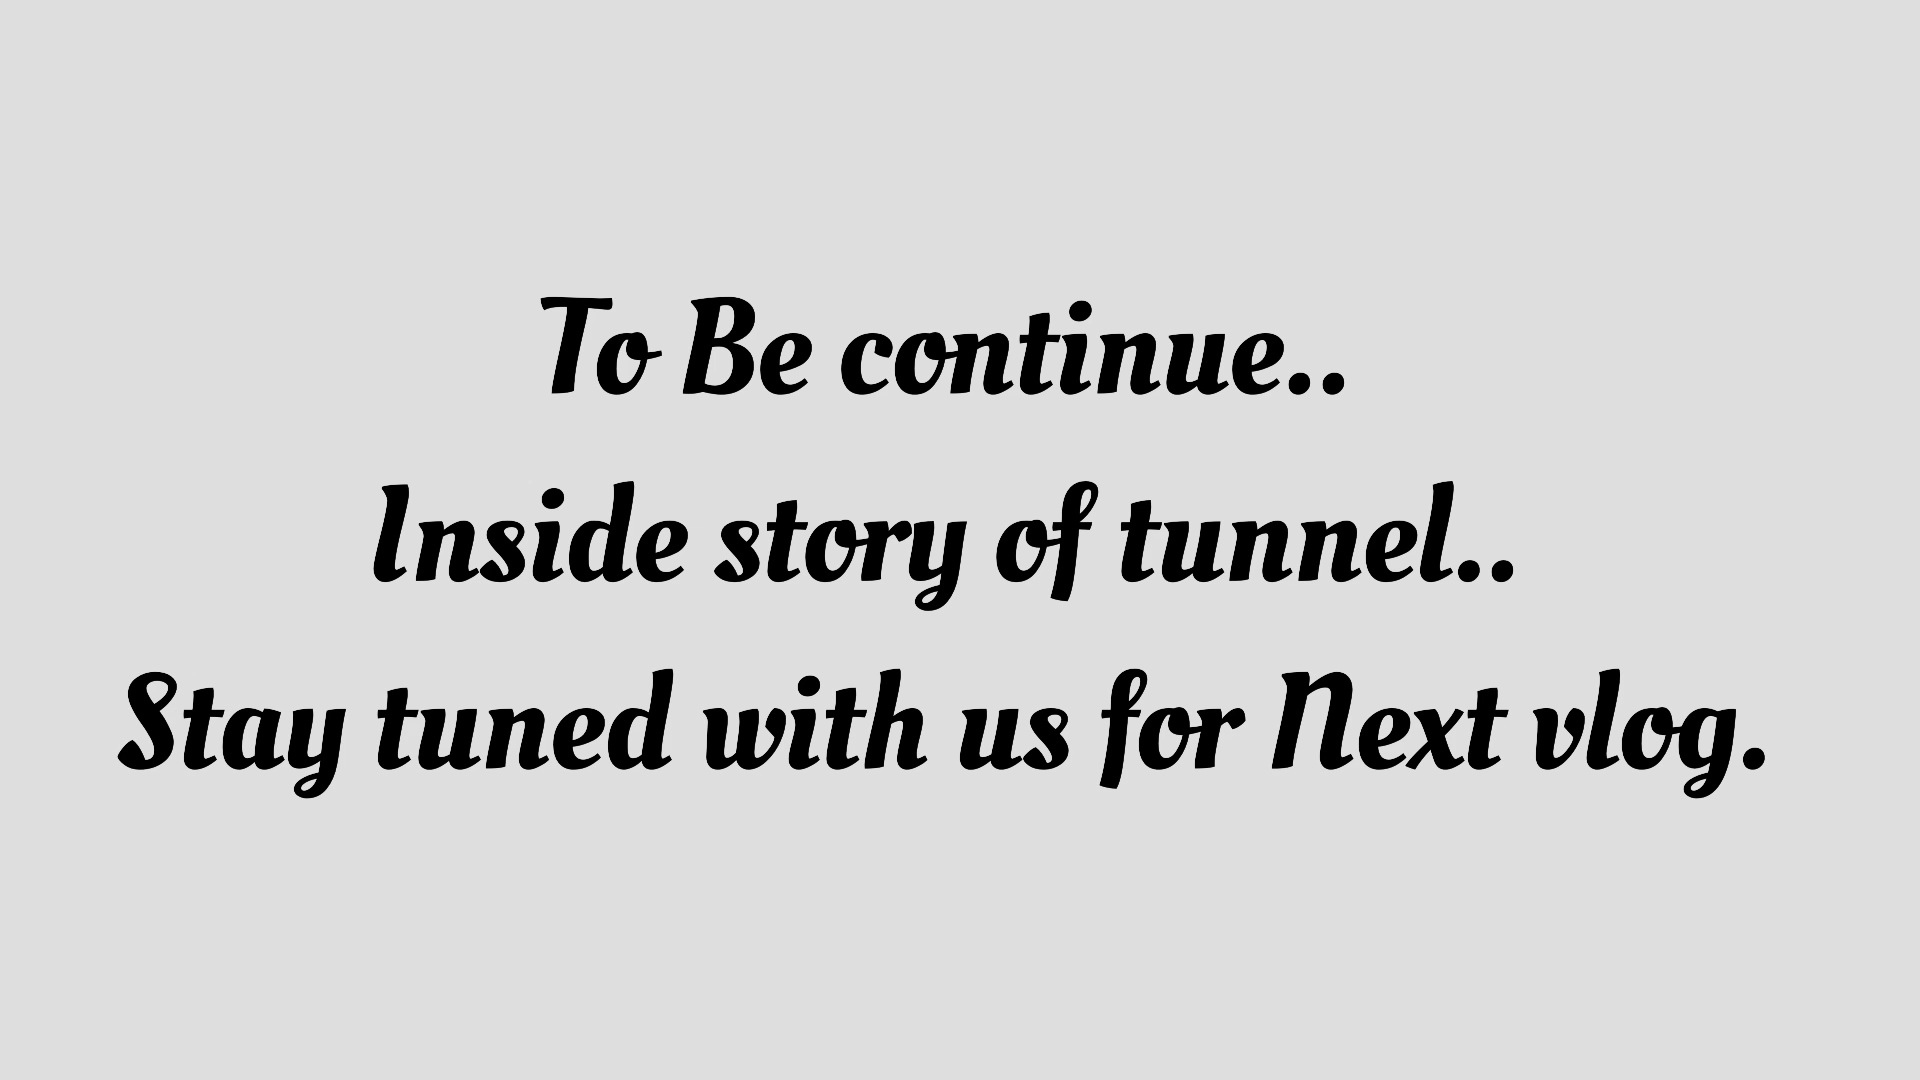 To Be continue..
Inside story of tunnel..
Stay tuned with us for Next vlog.